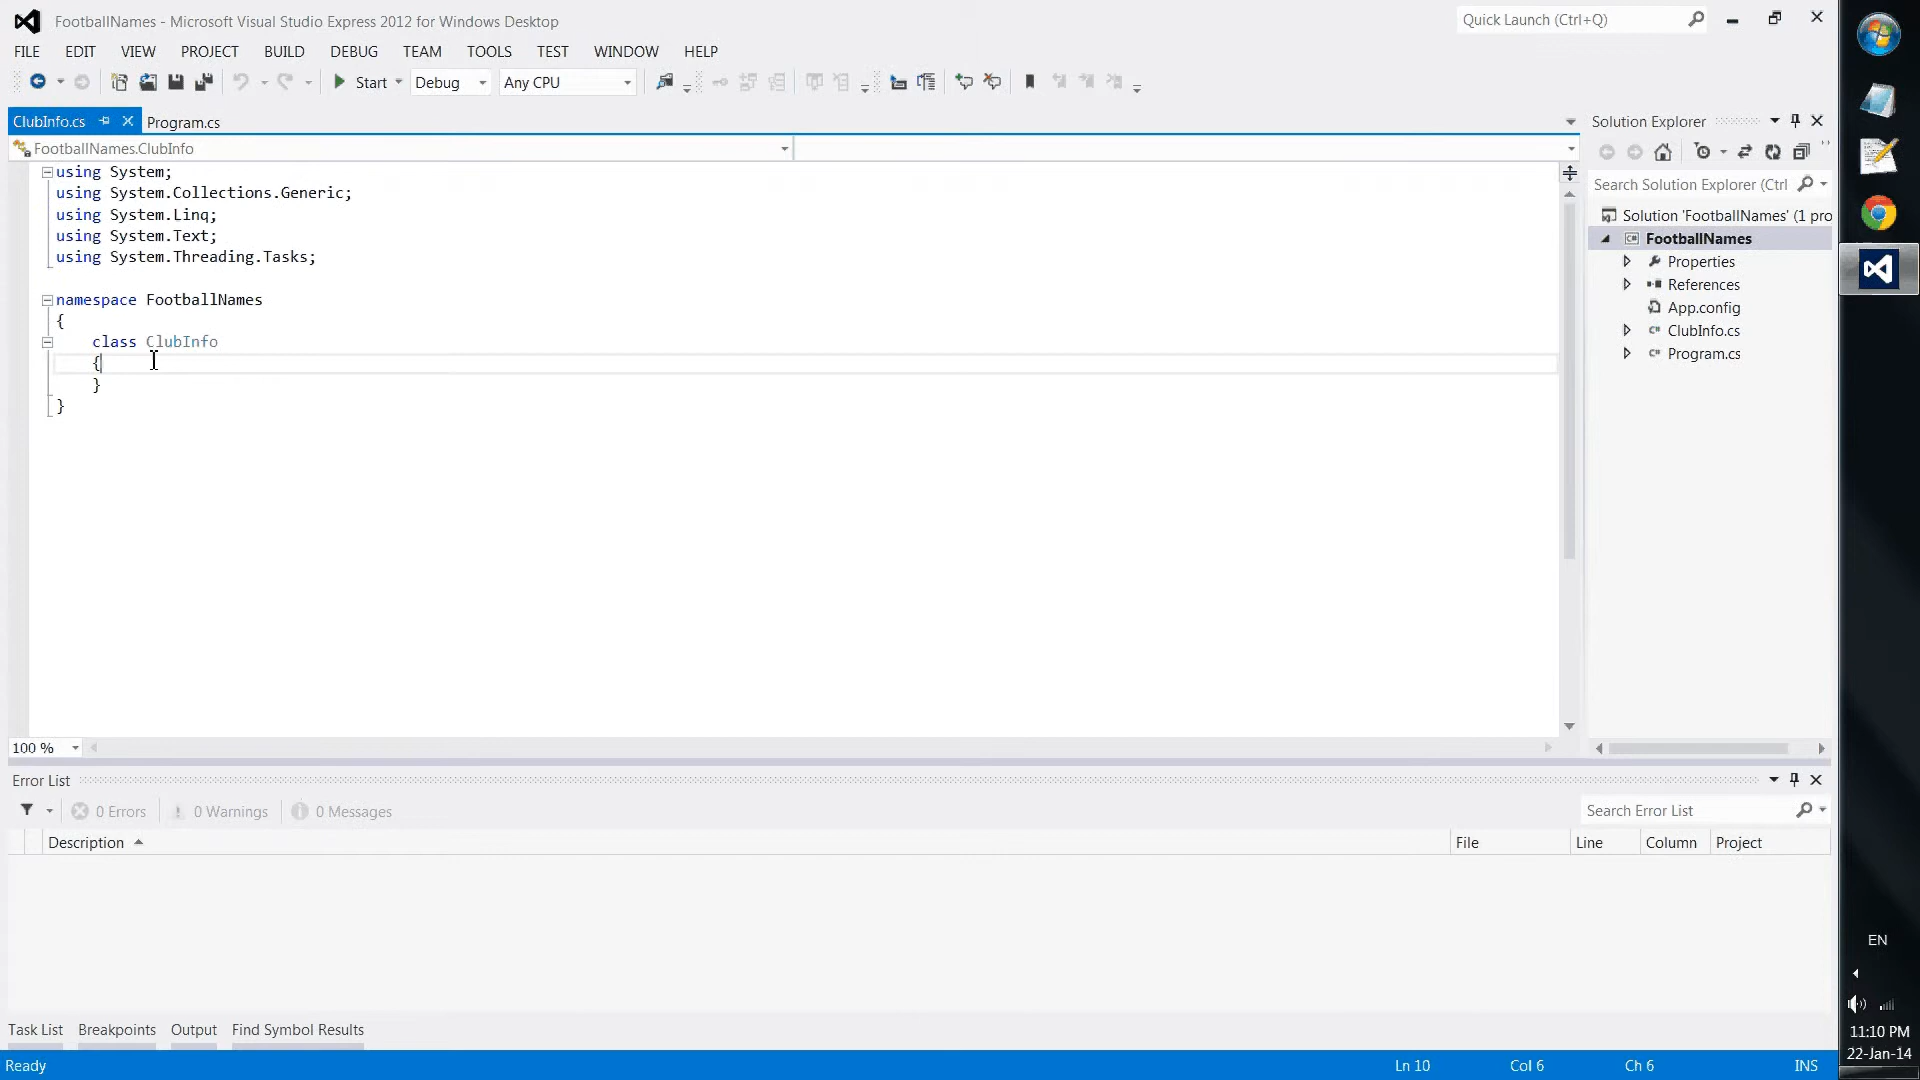 FootballNames - Microsoft Visual Studio Express 2012 for Windows Desktop
Quick Launch (Ctrl+Q)
FILE EDIT VIEW PROJECT BUILD DEBUG TEAM TOOLS TEST WINDOW HELP
Start Debug Any CPU
ClubInfo.cs Program.cs
FootballNames.ClubInfo
using System;
using System.Collections.Generic;
using System.Linq;
using System.Text;
using System.Threading.Tasks;
namespace FootballNames
{
class ClubInfo
{
}
}
100 %
Solution Explorer
Search Solution Explorer (Ctrl
Solution 'FootballNames' (1 pro
FootballNames
Properties
References
App.config
ClubInfo.cs
Program.cs
Error List
0 Errors 0 Warnings 0 Messages
Search Error List
Description File Line Column Project
Task List Breakpoints Output Find Symbol Results
Ready Ln 10 Col 6 Ch 6 INS
EN
11:10 PM
22-Jan-14